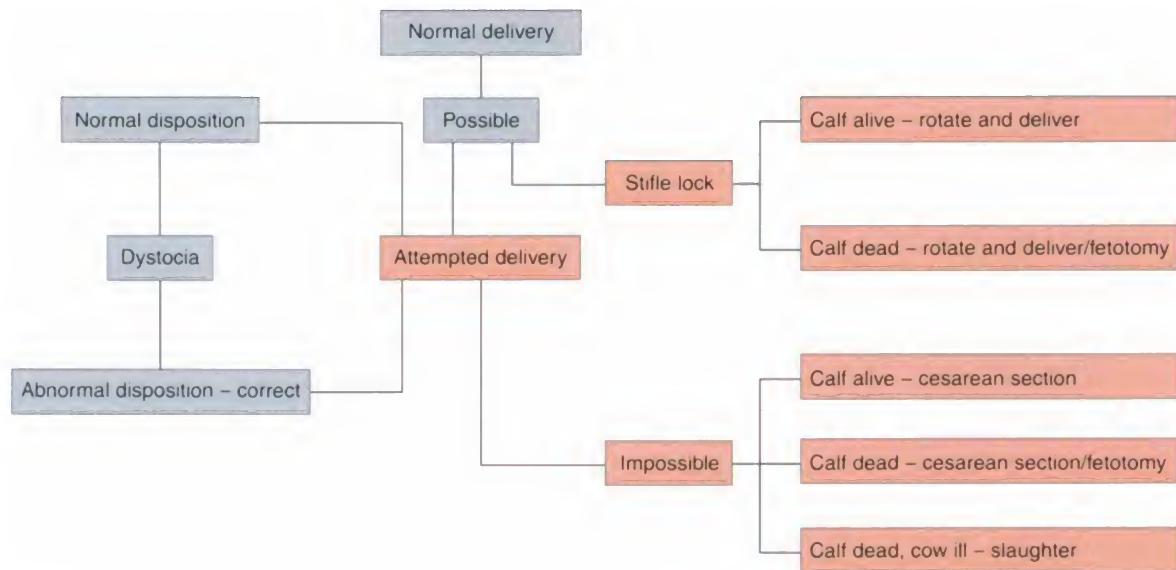 Normal delivery
Normal disposition
Possible
Calf alive – rotate and deliver
Stifle lock
Dystocia
Attempted delivery
Calf dead – rotate and deliver/fetotomy
Abnormal disposition – correct
Calf alive – cesarean section
Impossible
Calf dead – cesarean section/fetotomy
Calf dead, cow ill – slaughter